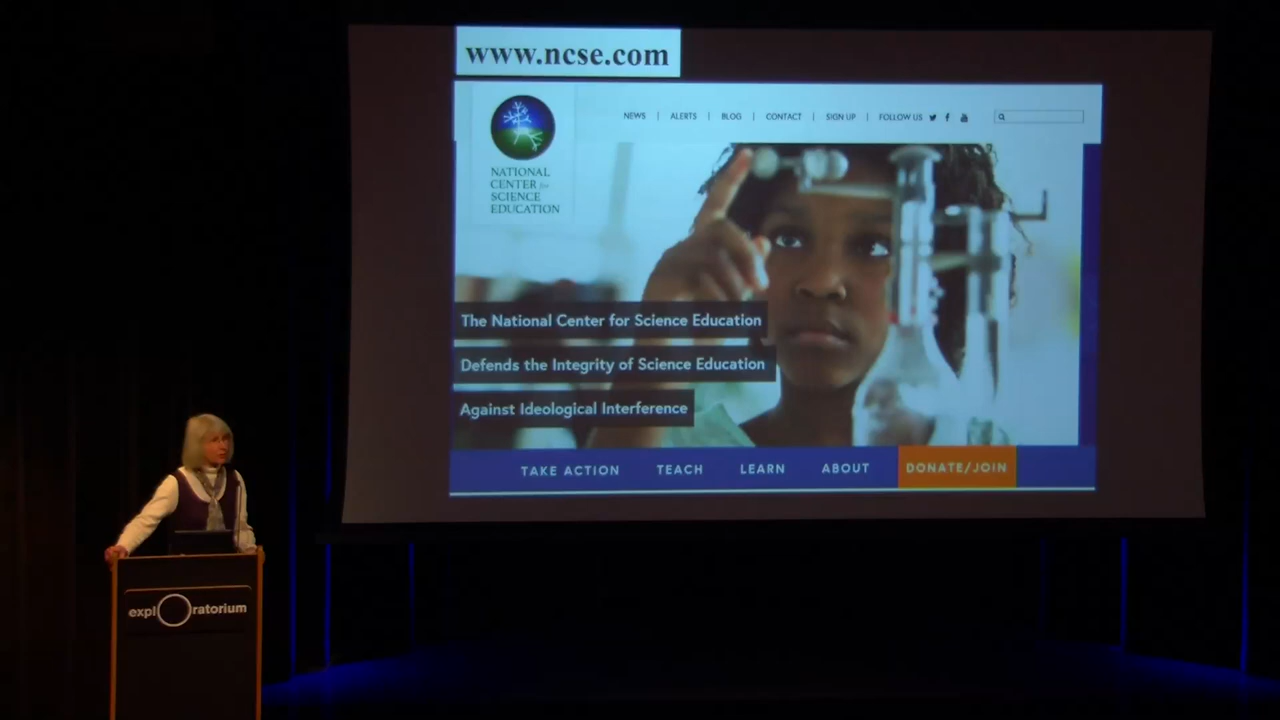 www.ncse.com
NEWS | ALERTS | BLOG | CONTACT | SIGN UP | FOLLOW US
NATIONAL
CENTER for
SCIENCE
EDUCATION
The National Center for Science Education
Defends the Integrity of Science Education
Against Ideological Interference
TAKE ACTION TEACH LEARN ABOUT DONATE/JOIN
expl ratorium